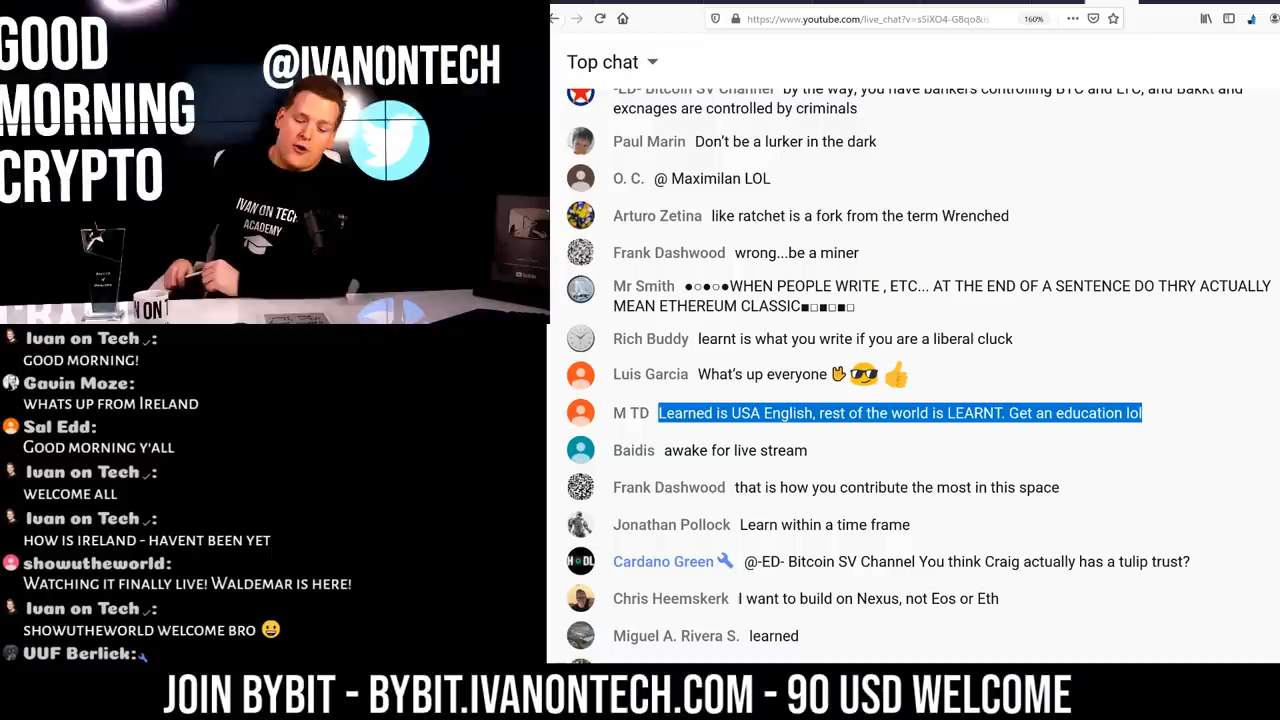 GOOD
MORNING
CRYPTO
@IVANONTECH
IVAN ON TECH
ACADEMY
ON
Ivan on Tech ✓:
GOOD MORNING!
Gavin Moze:
WHATS UP FROM IRELAND
Sal Edd:
GOOD MORNING Y'ALL
Ivan on Tech ✓:
WELCOME ALL
Ivan on Tech ✓:
HOW IS IRELAND - HAVENT BEEN YET
showutheworld:
WATCHING IT FINALLY LIVE! WALDEMAR IS HERE!
Ivan on Tech ✓:
SHOWUTHEWORLD WELCOME BRO 😀
UUF Berliek:
https://www.youtube.com/live_chat?v=s5iXO4-G8qo&is
160%
Top chat
-ED- Bitcoin SV Channel by the way, you have bankers controlling BTC and ETC, and Bakkt and
excnages are controlled by criminals
Paul Marin Don't be a lurker in the dark
O. C. @ Maximilan LOL
Arturo Zetina like ratchet is a fork from the term Wrenched
Frank Dashwood wrong...be a miner
Mr Smith ●○●○●WHEN PEOPLE WRITE , ETC... AT THE END OF A SENTENCE DO THRY ACTUALLY
MEAN ETHEREUM CLASSIC■□■□■□
Rich Buddy learnt is what you write if you are a liberal cluck
Luis Garcia What's up everyone 🤘😎👍
M TD Learned is USA English, rest of the world is LEARNT. Get an education lol
Baidis awake for live stream
Frank Dashwood that is how you contribute the most in this space
Jonathan Pollock Learn within a time frame
HODL
Cardano Green @-ED- Bitcoin SV Channel You think Craig actually has a tulip trust?
Chris Heemskerk I want to build on Nexus, not Eos or Eth
Miguel A. Rivera S. learned
JOIN BYBIT - BYBIT.IVANONTECH.COM - 90 USD WELCOME